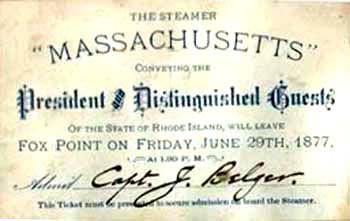 THE STEAMER
"MASSACHUSETTS"
CONVEYING THE
President and Distinguished Guests
OF THE STATE OF RHODE ISLAND, WILL LEAVE
FOX POINT ON FRIDAY, JUNE 29TH, 1877.
AT 1.30 P. M.
Admit Capt. J. Belger.
This Ticket must be presented to secure admission on board the Steamer.